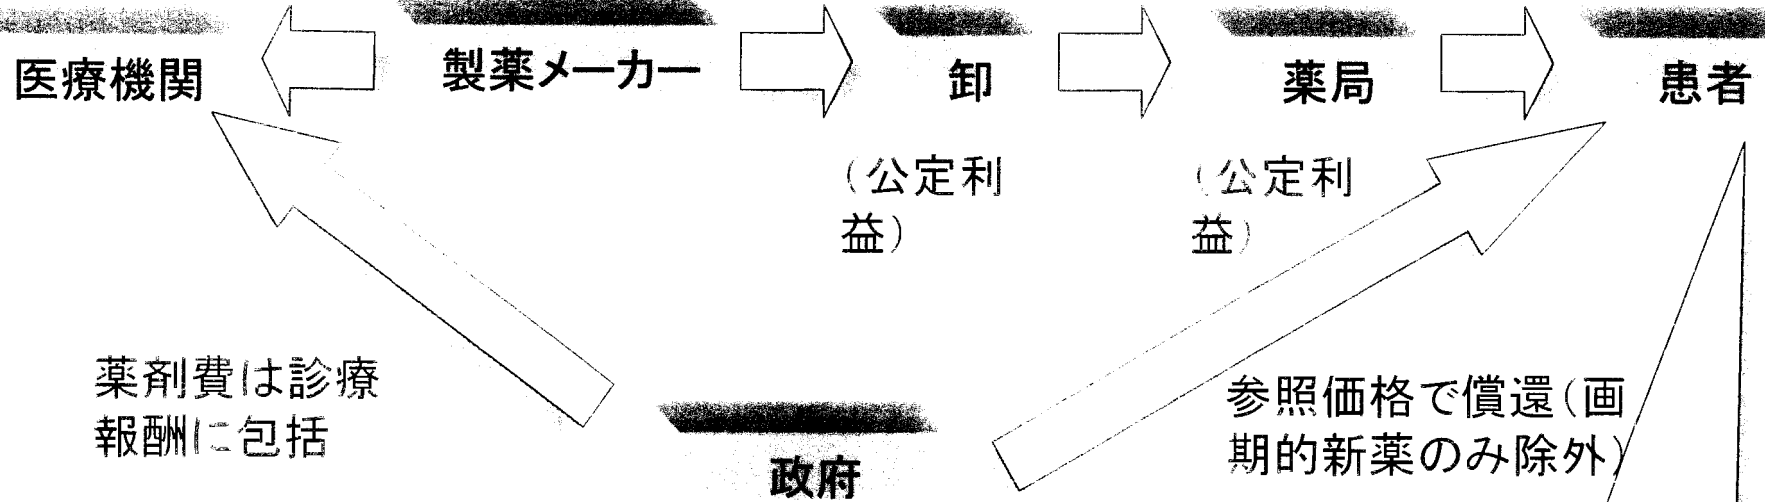 医療機関
製薬メーカー
卸
薬局
患者
(公定利
益)
(公定利
益)
薬剤費は診療
報酬に包括
政府
参照価格で償還(画
期的新薬のみ除外)